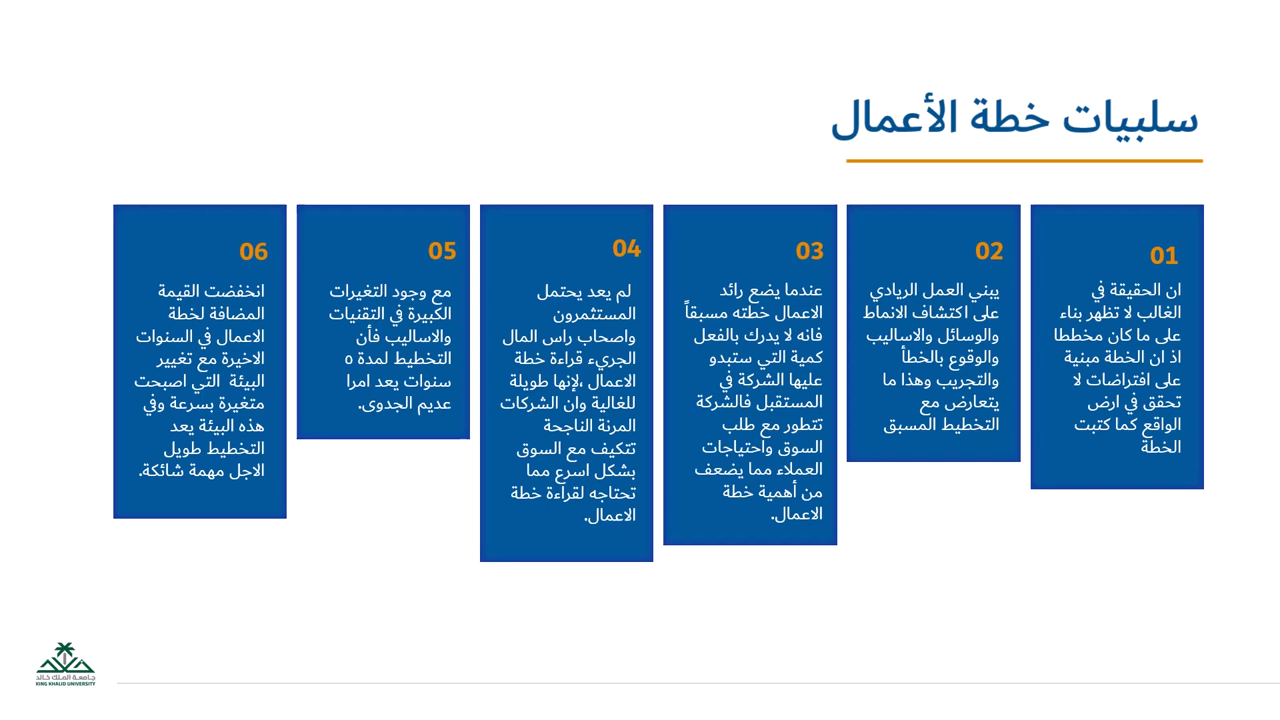 سلبيات خطة الأعمال
01
ان الحقيقة في
الغالب لا تظهر بناء
على ما كان مخططا
اذ ان الخطة مبنية
على افتراضات لا
تحقق في ارض
الواقع كما كتبت
الخطة
02
يبني العمل الريادي
على اكتشاف الانماط
والوسائل والاساليب
والوقوع بالخطأ
والتجريب وهذا ما
يتعارض مع
التخطيط المسبق
03
عندما يضع رائد
الاعمال خطته مسبقاً
فانه لا يدرك بالفعل
كمية التي ستبدو
عليها الشركة في
المستقبل فالشركة
تتطور مع طلب
السوق واحتياجات
العملاء مما يضعف
من أهمية خطة
الاعمال.
04
لم يعد يحتمل
المستثمرون
واصحاب راس المال
الجريء قراءة خطة
الاعمال ،لإنها طويلة
للغالية وان الشركات
المرنة الناجحة
تتكيف مع السوق
بشكل اسرع مما
تحتاجه لقراءة خطة
الاعمال.
05
مع وجود التغيرات
الكبيرة في التقنيات
والاساليب فأن
التخطيط لمدة ٥
سنوات يعد امرا
عديم الجدوى.
06
انخفضت القيمة
المضافة لخطة
الاعمال في السنوات
الاخيرة مع تغيير
البيئة التي اصبحت
متغيرة بسرعة وفي
هذه البيئة يعد
التخطيط طويل
الاجل مهمة شائكة.
جامعة الملك خالد
KING KHALID UNIVERSITY